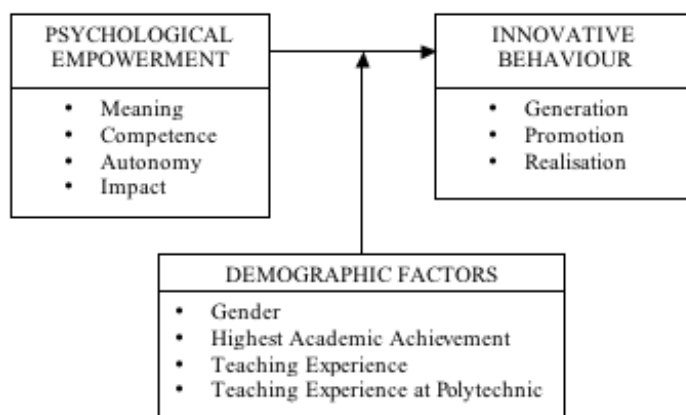 PSYCHOLOGICAL
EMPOWERMENT
• Meaning
• Competence
• Autonomy
• Impact
INNOVATIVE
BEHAVIOUR
• Generation
• Promotion
• Realisation
DEMOGRAPHIC FACTORS
• Gender
• Highest Academic Achievement
• Teaching Experience
• Teaching Experience at Polytechnic